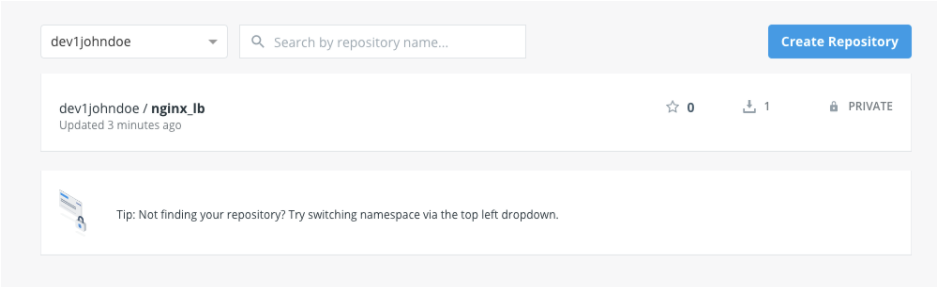 dev1johndoe
Search by repository name...
Create Repository
dev1johndoe / nginx_lb
0
1
PRIVATE
Updated 3 minutes ago
Tip: Not finding your repository? Try switching namespace via the top left dropdown.